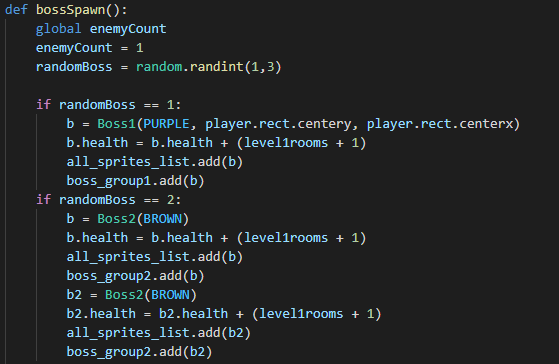 def bossSpawn():
    global enemyCount
    enemyCount = 1
    randomBoss = random.randint(1,3)

    if randomBoss == 1:
        b = Boss1(PURPLE, player.rect.centery, player.rect.centerx)
        b.health = b.health + (level1rooms + 1)
        all_sprites_list.add(b)
        boss_group1.add(b)
    if randomBoss == 2:
        b = Boss2(BROWN)
        b.health = b.health + (level1rooms + 1)
        all_sprites_list.add(b)
        boss_group2.add(b)
        b2 = Boss2(BROWN)
        b2.health = b2.health + (level1rooms + 1)
        all_sprites_list.add(b2)
        boss_group2.add(b2)